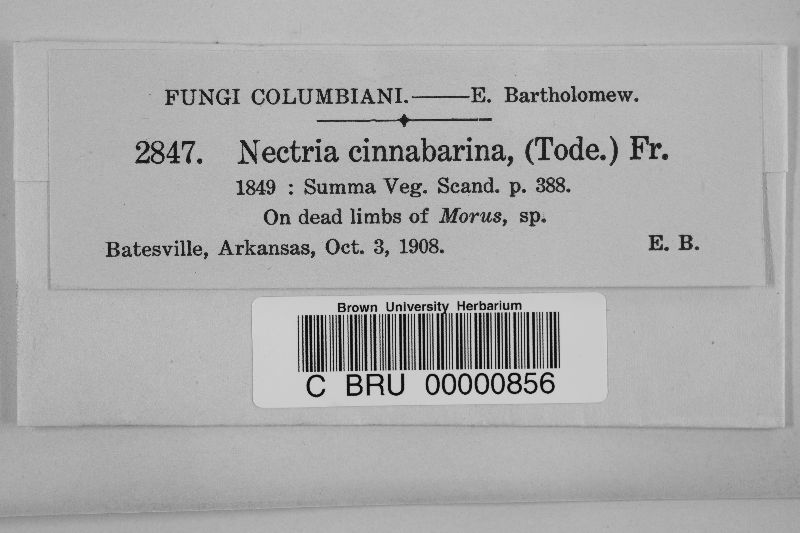 FUNGI COLUMBIANI.——E. Bartholomew.
2847. Nectria cinnabarina, (Tode.) Fr.
1849 : Summa Veg. Scand. p. 388.
On dead limbs of Morus, sp.
Batesville, Arkansas, Oct. 3, 1908. E. B.
Brown University Herbarium
C BRU 00000856